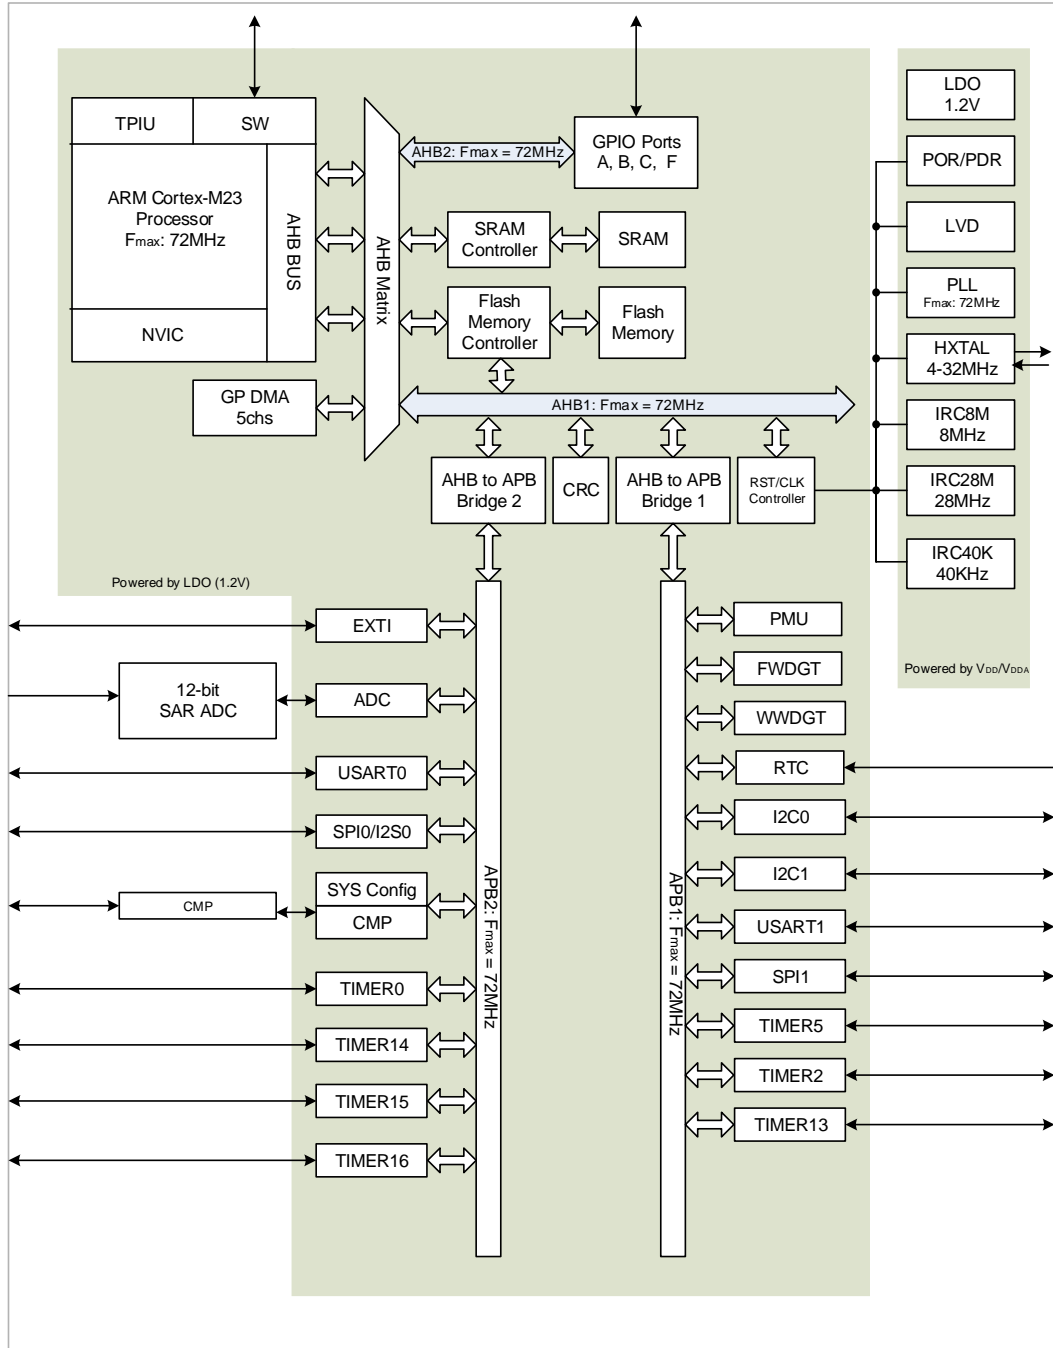 TPIU
SW
ARM Cortex-M23
Processor
Fmax: 72MHz
NVIC
AHB BUS
GP DMA
5chs
AHB Matrix
AHB2: Fmax = 72MHz
GPIO Ports
A, B, C, F
SRAM
Controller
SRAM
Flash
Memory
Controller
Flash
Memory
AHB1: Fmax = 72MHz
AHB to APB
Bridge 2
CRC
AHB to APB
Bridge 1
RST/CLK
Controller
LDO
1.2V
POR/PDR
LVD
PLL
Fmax: 72MHz
HXTAL
4-32MHz
IRC8M
8MHz
IRC28M
28MHz
IRC40K
40KHz
Powered by VDD/VDDA
Powered by LDO (1.2V)
EXTI
12-bit
SAR ADC
ADC
USART0
SPI0/I2S0
CMP
SYS Config
CMP
TIMER0
TIMER14
TIMER15
TIMER16
APB2: Fmax = 72MHz
APB1: Fmax = 72MHz
PMU
FWDGT
WWDGT
RTC
I2C0
I2C1
USART1
SPI1
TIMER5
TIMER2
TIMER13